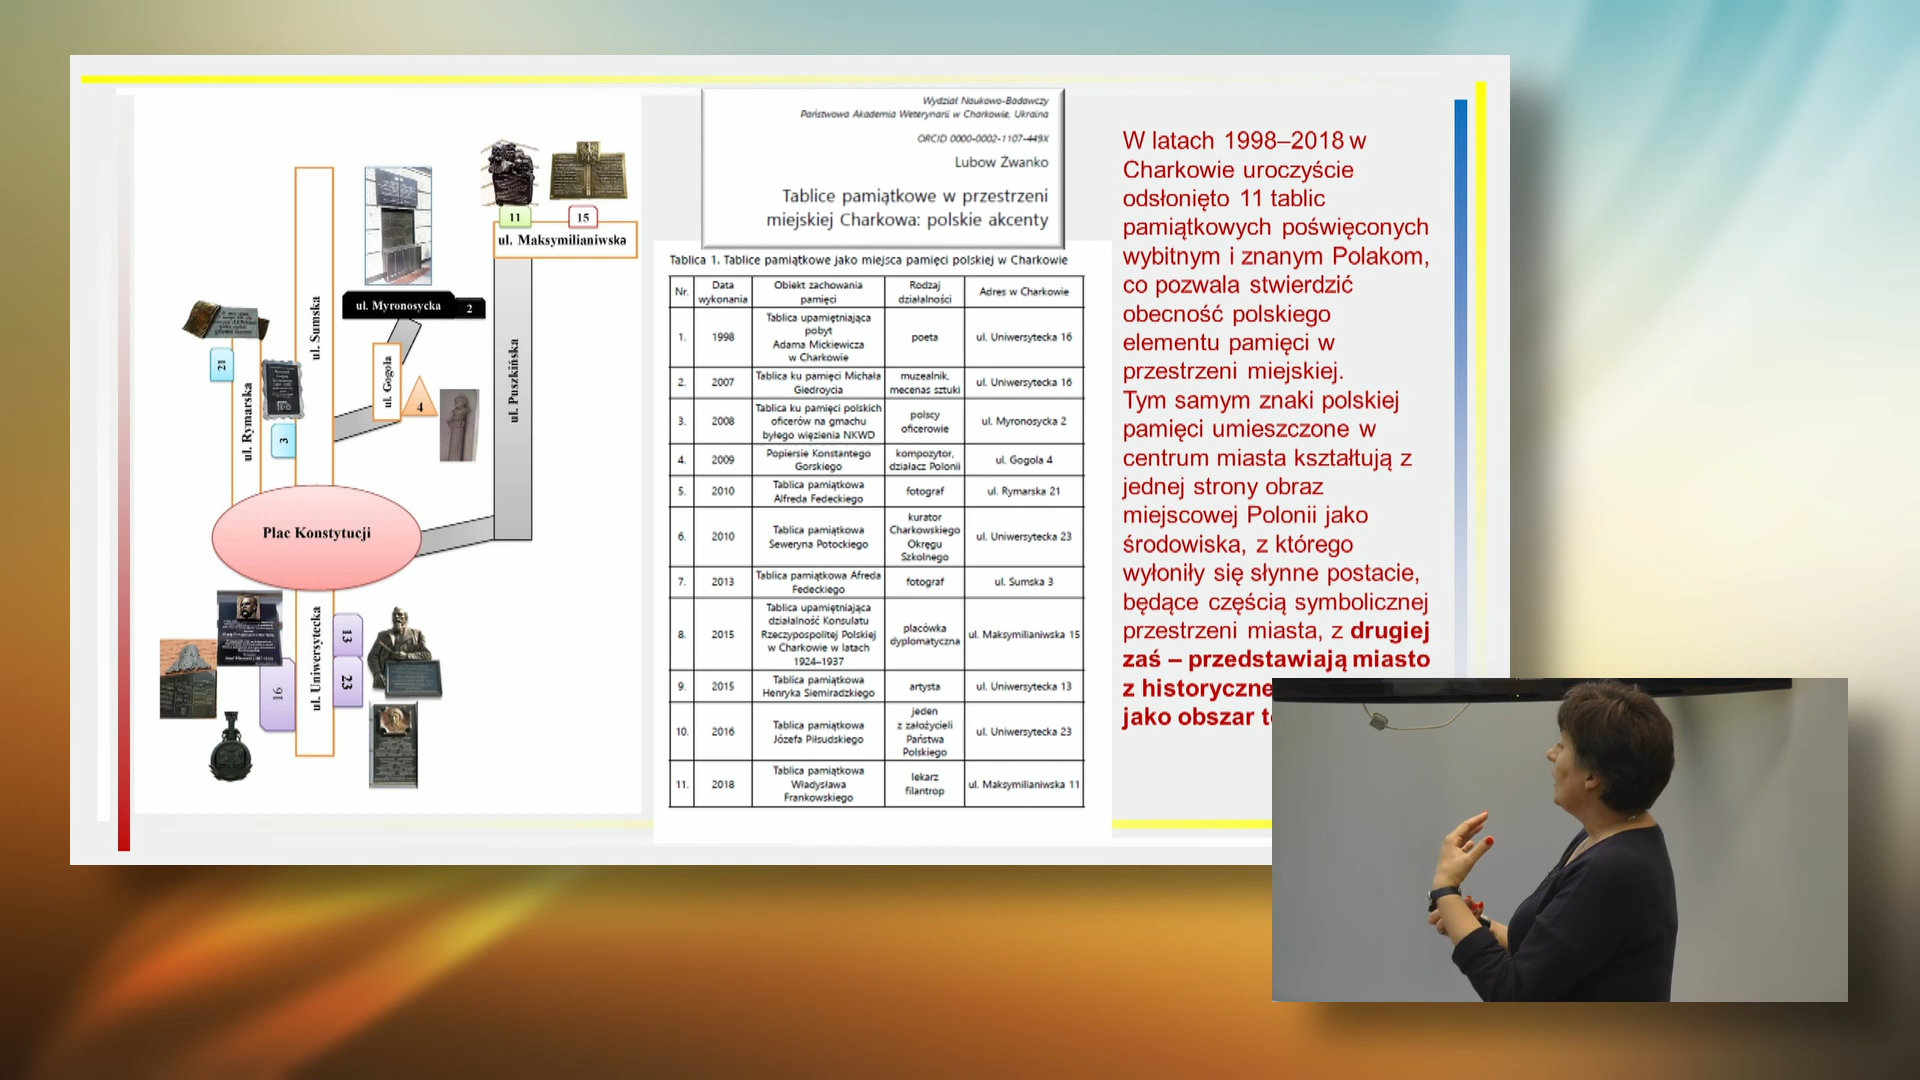 11
15
ul. Maksymilianiwska
ul. Myronosycka
2
ul. Sumska
ul. Gogola
4
ul. Puszkińska
21
ul. Rymarska
3
Plac Konstytucji
16
ul. Uniwersytecka
13
23
Wydział Naukowo-Badawczy
Państwowa Akademia Weterynarii w Charkowie, Ukraina
ORCID 0000-0002-1107-449X
Lubow Żwanko
Tablice pamiątkowe w przestrzeni
miejskiej Charkowa: polskie akcenty
Tablica 1. Tablice pamiątkowe jako miejsca pamięci polskiej w Charkowie
Nr. Data wykonania Obiekt zachowania pamięci Rodzaj działalności Adres w Charkowie
1. 1998 Tablica upamiętniająca pobyt Adama Mickiewicza w Charkowie poeta ul. Uniwersytecka 16
2. 2007 Tablica ku pamięci Michała Giedroycia muzealnik, mecenas sztuki ul. Uniwersytecka 16
3. 2008 Tablica ku pamięci polskich oficerów na gmachu byłego więzienia NKWD polscy oficerowie ul. Myronosycka 2
4. 2009 Popiersie Konstantego Gorskiego kompozytor, działacz Polonii ul. Gogola 4
5. 2010 Tablica pamiątkowa Alfreda Fedeckiego fotograf ul. Rymarska 21
6. 2010 Tablica pamiątkowa Seweryna Potockiego kurator Charkowskiego Okręgu Szkolnego ul. Uniwersytecka 23
7. 2013 Tablica pamiątkowa Afreda Fedeckiego fotograf ul. Sumska 3
8. 2015 Tablica upamiętniająca działalność Konsulatu Rzeczypospolitej Polskiej w Charkowie w latach 1924–1937 placówka dyplomatyczna ul. Maksymilianiwska 15
9. 2015 Tablica pamiątkowa Henryka Siemiradzkiego artysta ul. Uniwersytecka 13
10. 2016 Tablica pamiątkowa Józefa Piłsudskiego jeden z założycieli Państwa Polskiego ul. Uniwersytecka 23
11. 2018 Tablica pamiątkowa Władysława Frankowskiego lekarz filantrop ul. Maksymilianiwska 11
W latach 1998–2018 w
Charkowie uroczyście
odsłonięto 11 tablic
pamiątkowych poświęconych
wybitnym i znanym Polakom,
co pozwala stwierdzić
obecność polskiego
elementu pamięci w
przestrzeni miejskiej.
Tym samym znaki polskiej
pamięci umieszczone w
centrum miasta kształtują z
jednej strony obraz
miejscowej Polonii jako
środowiska, z którego
wyłoniły się słynne postacie,
będące częścią symbolicznej
przestrzeni miasta, z drugiej
zaś – przedstawiają miasto
z historyczne
jako obszar